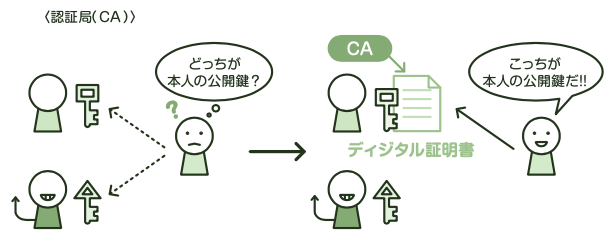 〈認証局(CA)〉
どっちが
本人の公開鍵？
?
CA
こっちが
本人の公開鍵だ!!
ディジタル証明書